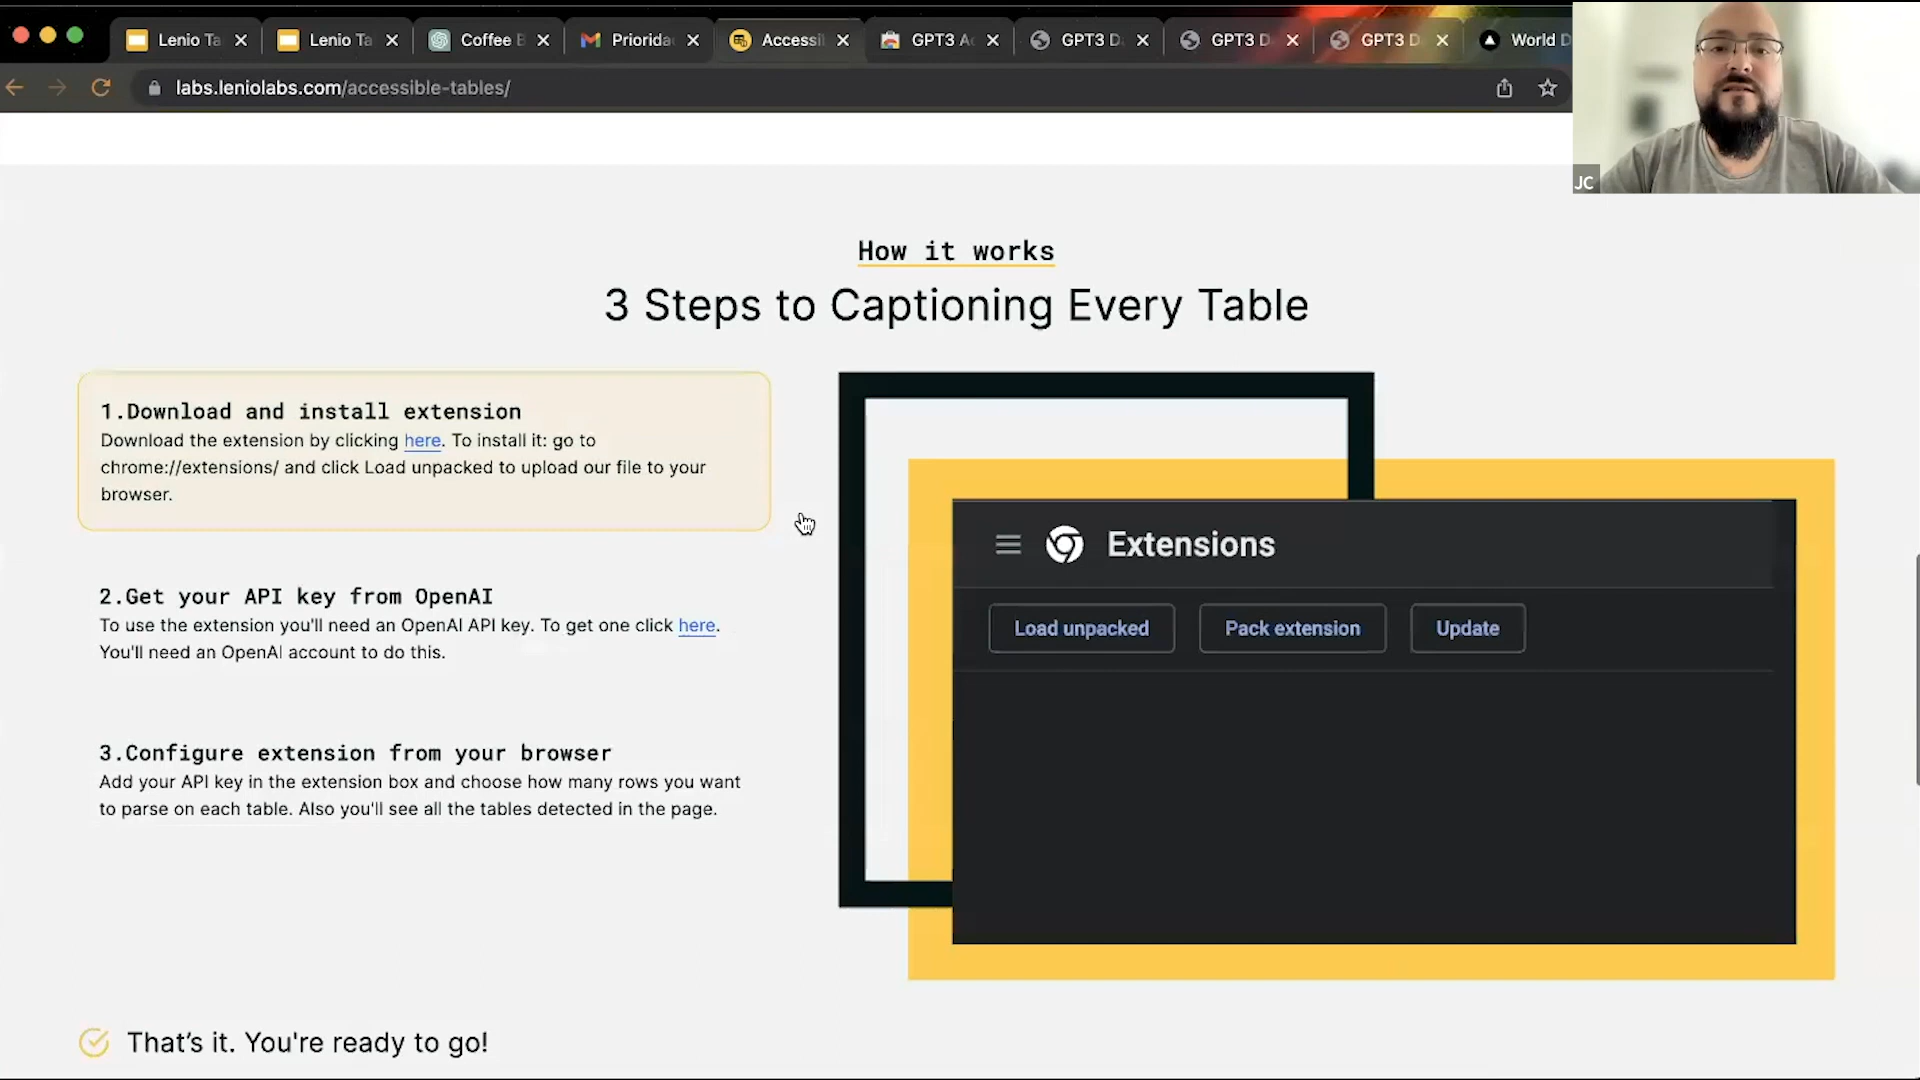 Lenio Ta
Lenio Ta
Coffee B
Priorida
Accessi
GPT3 A
GPT3 D
GPT3 D
GPT3 D
World D
labs.leniolabs.com/accessible-tables/
JC
How it works
3 Steps to Captioning Every Table
1.Download and install extension
Download the extension by clicking here. To install it: go to
chrome://extensions/ and click Load unpacked to upload our file to your
browser.
2.Get your API key from OpenAI
To use the extension you'll need an OpenAI API key. To get one click here.
You'll need an OpenAI account to do this.
3.Configure extension from your browser
Add your API key in the extension box and choose how many rows you want
to parse on each table. Also you'll see all the tables detected in the page.
Extensions
Load unpacked
Pack extension
Update
That's it. You're ready to go!